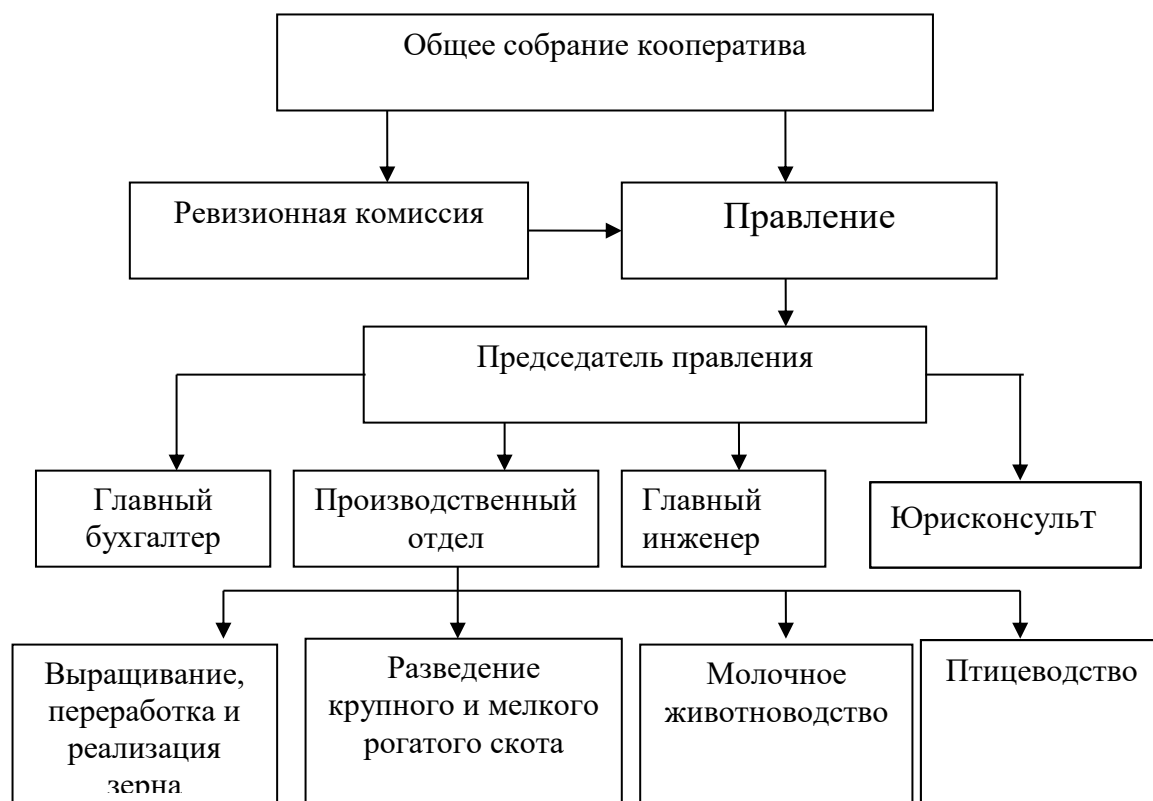 Общее собрание кооператива
Ревизионная комиссия
Правление
Председатель правления
Главный
бухгалтер
Производственный
отдел
Главный
инженер
Юрисконсульт
Выращивание,
переработка и
реализация
зерна
Разведение
крупного и мелкого
рогатого скота
Молочное
животноводство
Птицеводство